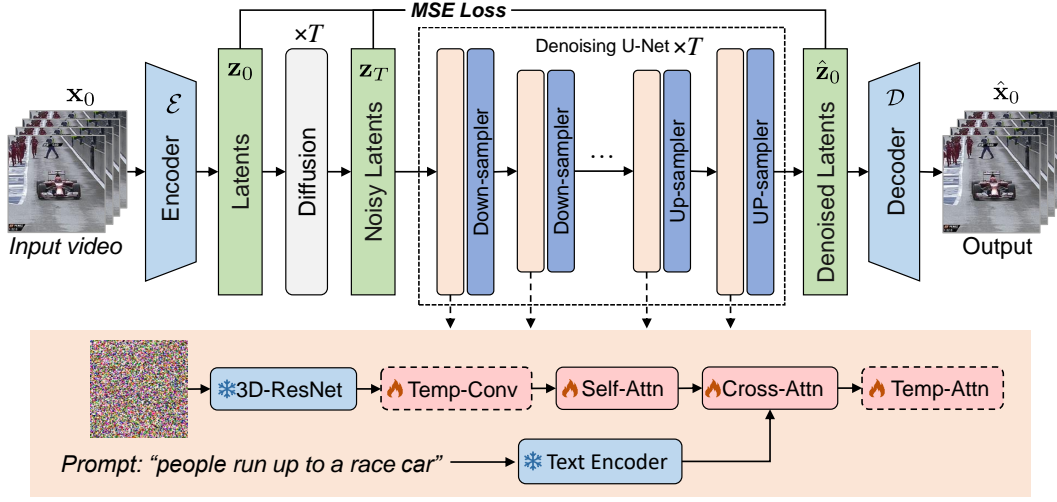 MSE Loss
×T
Denoising U-Net ×T
x₀
ℰ
Encoder
z₀
Latents
Diffusion
z_T
Noisy Latents
Down-sampler
Down-sampler
...
Up-sampler
UP-sampler
ẑ₀
Denoised Latents
𝒟
Decoder
x̂₀
Input video
Output
3D-ResNet
Temp-Conv
Self-Attn
Cross-Attn
Temp-Attn
Prompt: “people run up to a race car”
Text Encoder